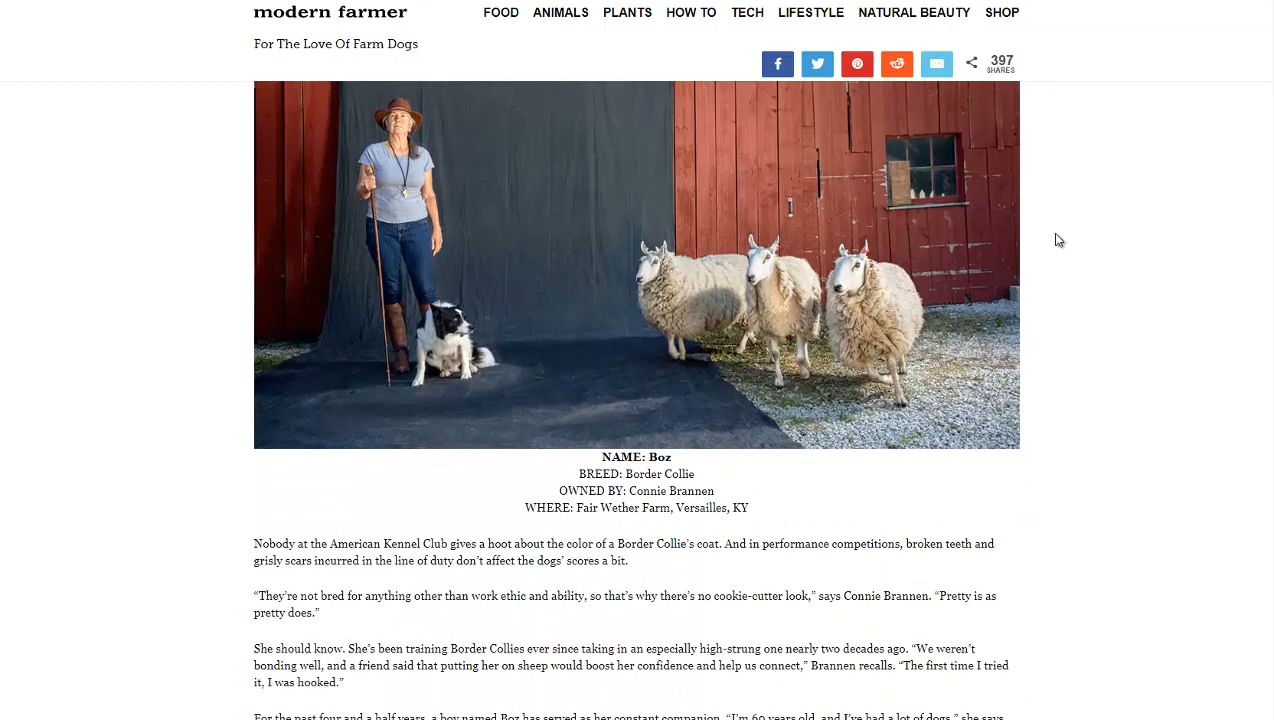 modern farmer
FOOD ANIMALS PLANTS HOW TO TECH LIFESTYLE NATURAL BEAUTY SHOP
For The Love Of Farm Dogs
397
SHARES
NAME: Boz
BREED: Border Collie
OWNED BY: Connie Brannen
WHERE: Fair Wether Farm, Versailles, KY
Nobody at the American Kennel Club gives a hoot about the color of a Border Collie’s coat. And in performance competitions, broken teeth and
grisly scars incurred in the line of duty don’t affect the dogs’ scores a bit.
“They’re not bred for anything other than work ethic and ability, so that’s why there’s no cookie-cutter look,” says Connie Brannen. “Pretty is as
pretty does.”
She should know. She’s been training Border Collies ever since taking in an especially high-strung one nearly two decades ago. “We weren’t
bonding well, and a friend said that putting her on sheep would boost her confidence and help us connect,” Brannen recalls. “The first time I tried
it, I was hooked.”
For the past four and a half years, a boy named Boz has served as her constant companion. “I’m 60 years old, and I’ve had a lot of dogs,” she says